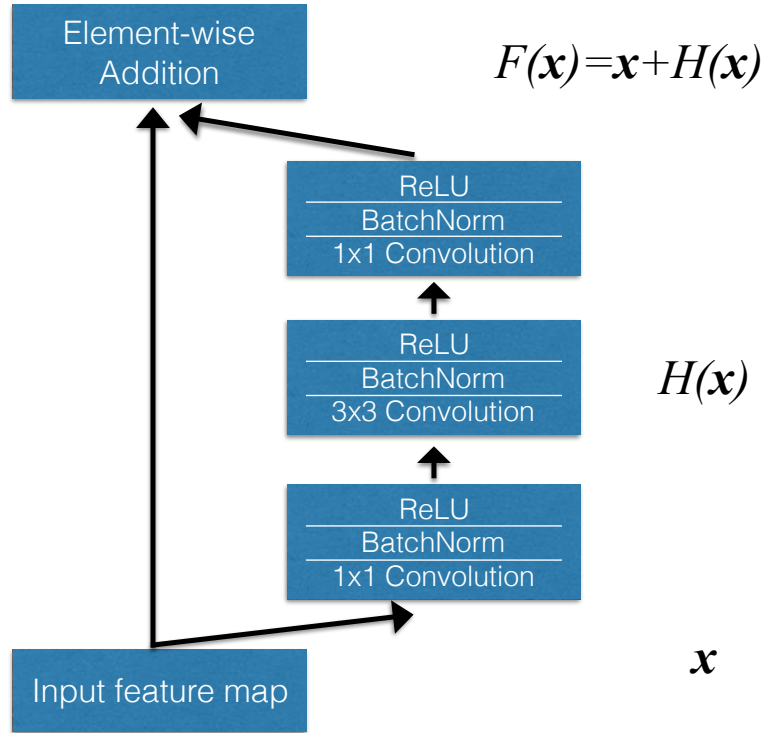 Element-wise
Addition
F(x)=x+H(x)
ReLU
BatchNorm
1x1 Convolution
ReLU
BatchNorm
3x3 Convolution
H(x)
ReLU
BatchNorm
1x1 Convolution
Input feature map
x